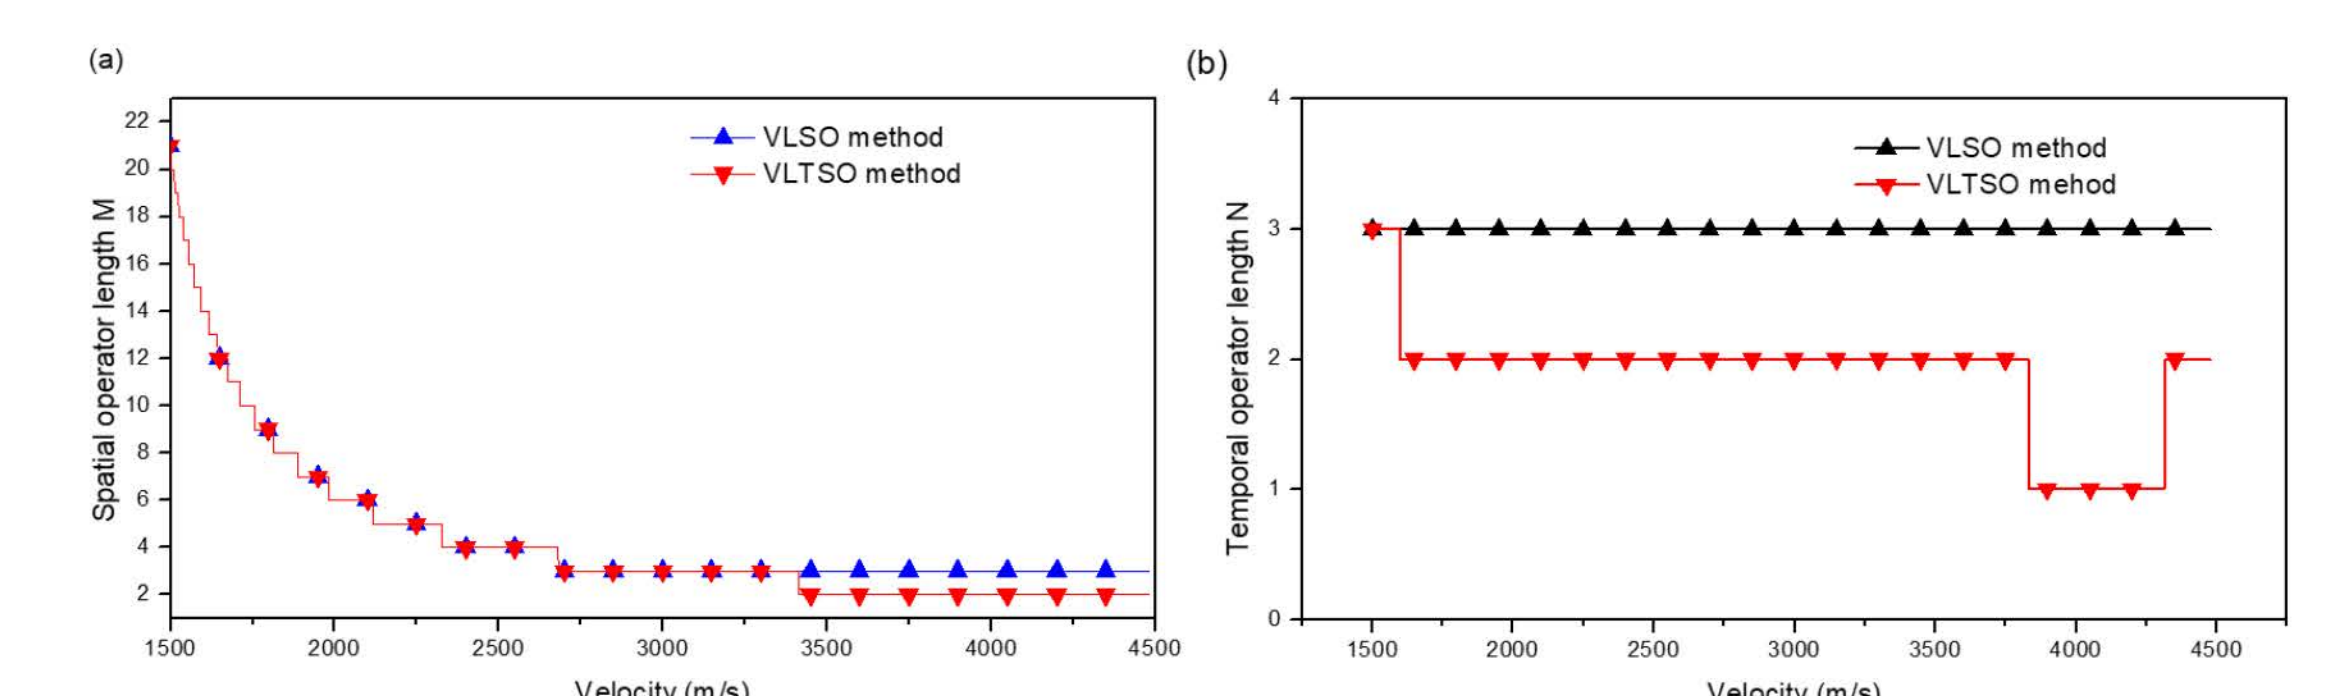 (a)
Spatial operator length M
22
20
18
16
14
12
10
8
6
4
2
VLSO method
VLTSO method
1500 2000 2500 3000 3500 4000 4500
Velocity (m/s)
(b)
Temporal operator length N
4
3
2
1
0
VLSO method
VLTSO mehod
1500 2000 2500 3000 3500 4000 4500
Velocity (m/s)